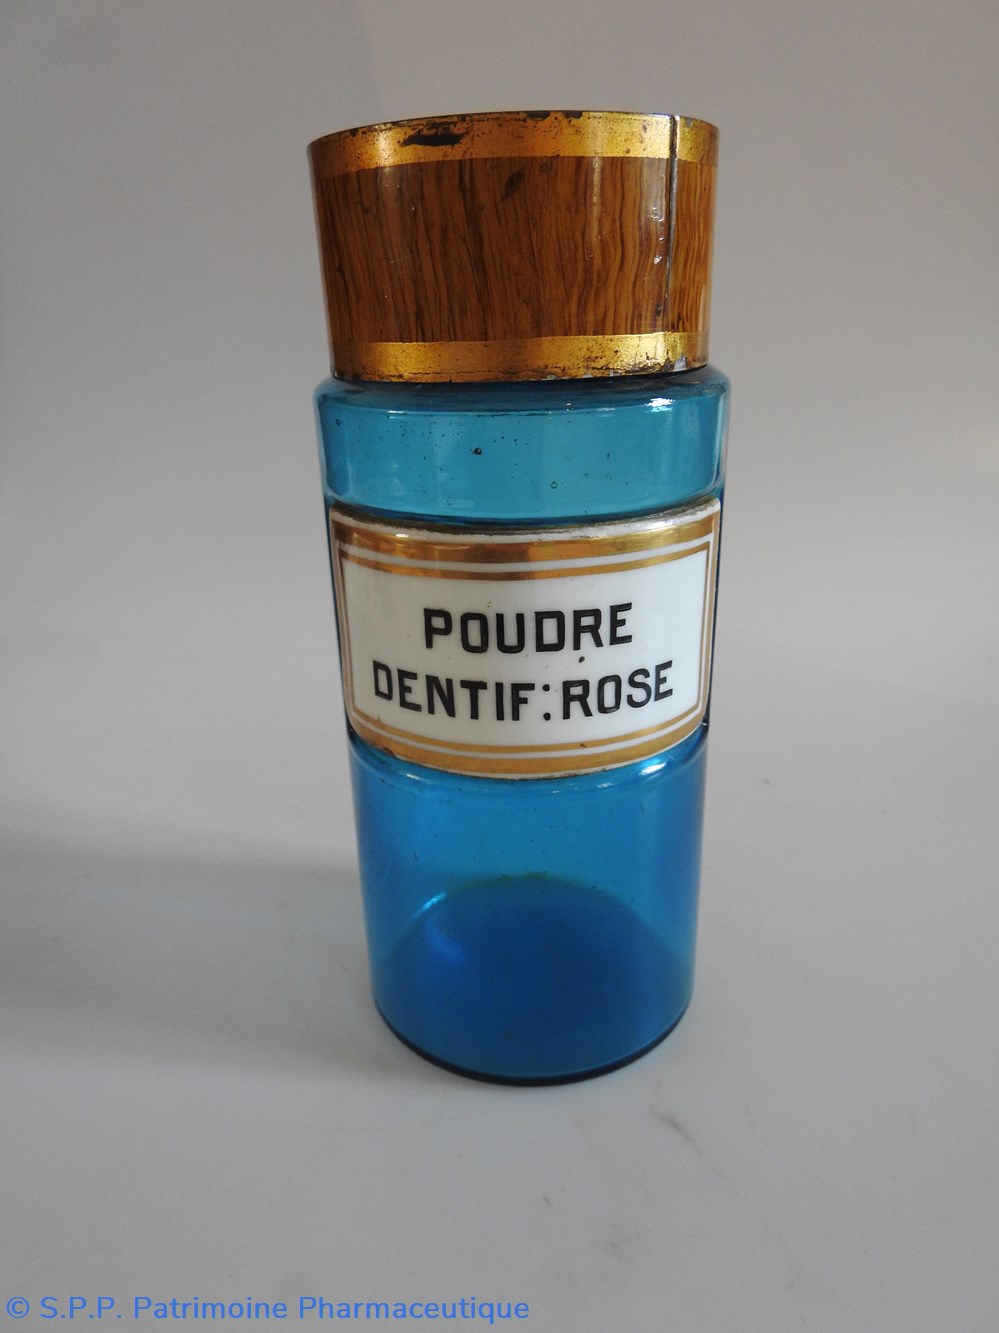 POUDRE
DENTIF:ROSE
© S.P.P. Patrimoine Pharmaceutique